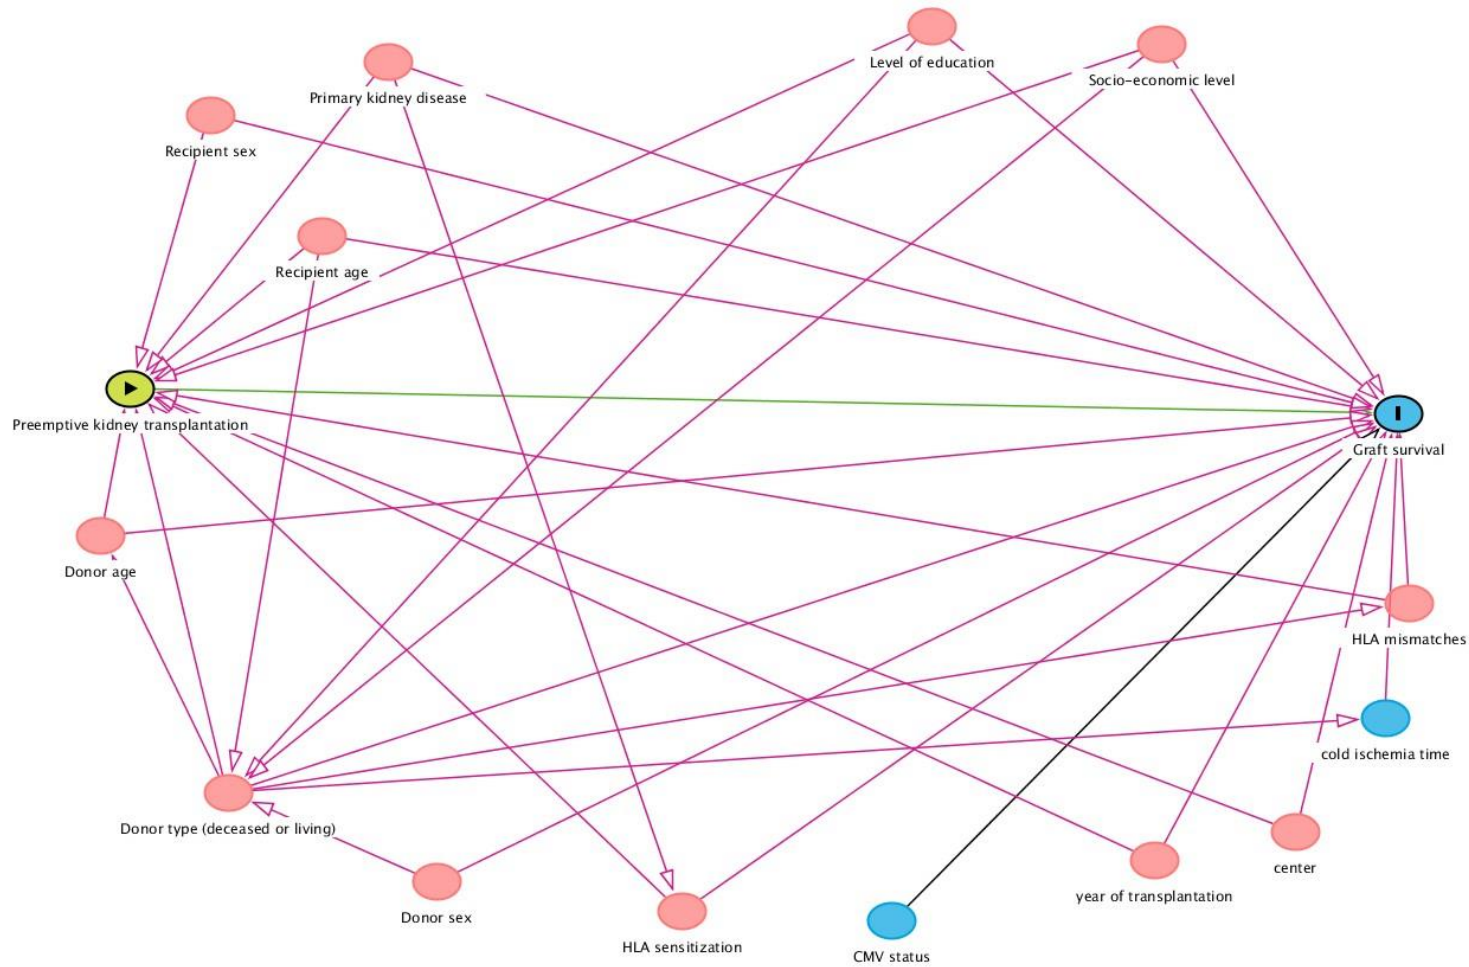 Level of education
Socio-economic level
Primary kidney disease
Recipient sex
Recipient age
Preemptive kidney transplantation
Graft survival
Donor age
HLA mismatches
cold ischemia time
Donor type (deceased or living)
center
year of transplantation
Donor sex
HLA sensitization
CMV status